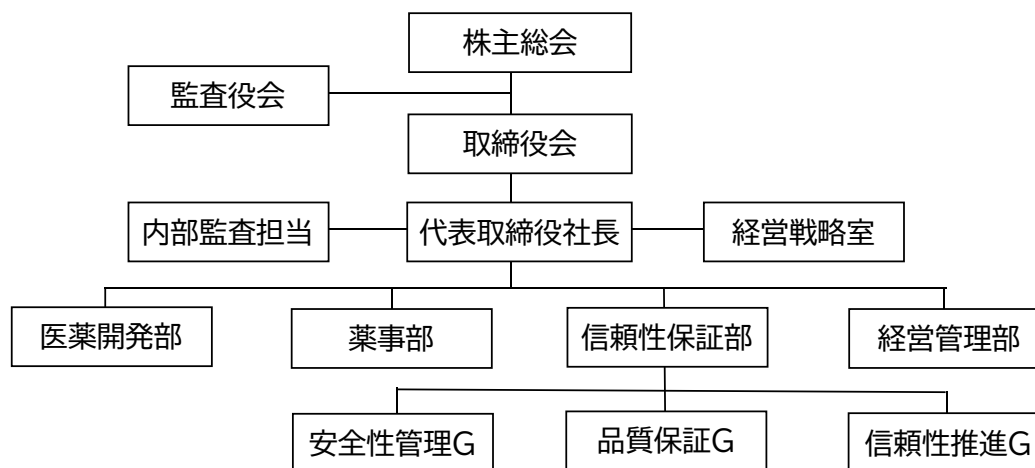 株主総会
監査役会
取締役会
内部監査担当
代表取締役社長
経営戦略室
医薬開発部
薬事部
信頼性保証部
経営管理部
安全性管理G
品質保証G
信頼性推進G